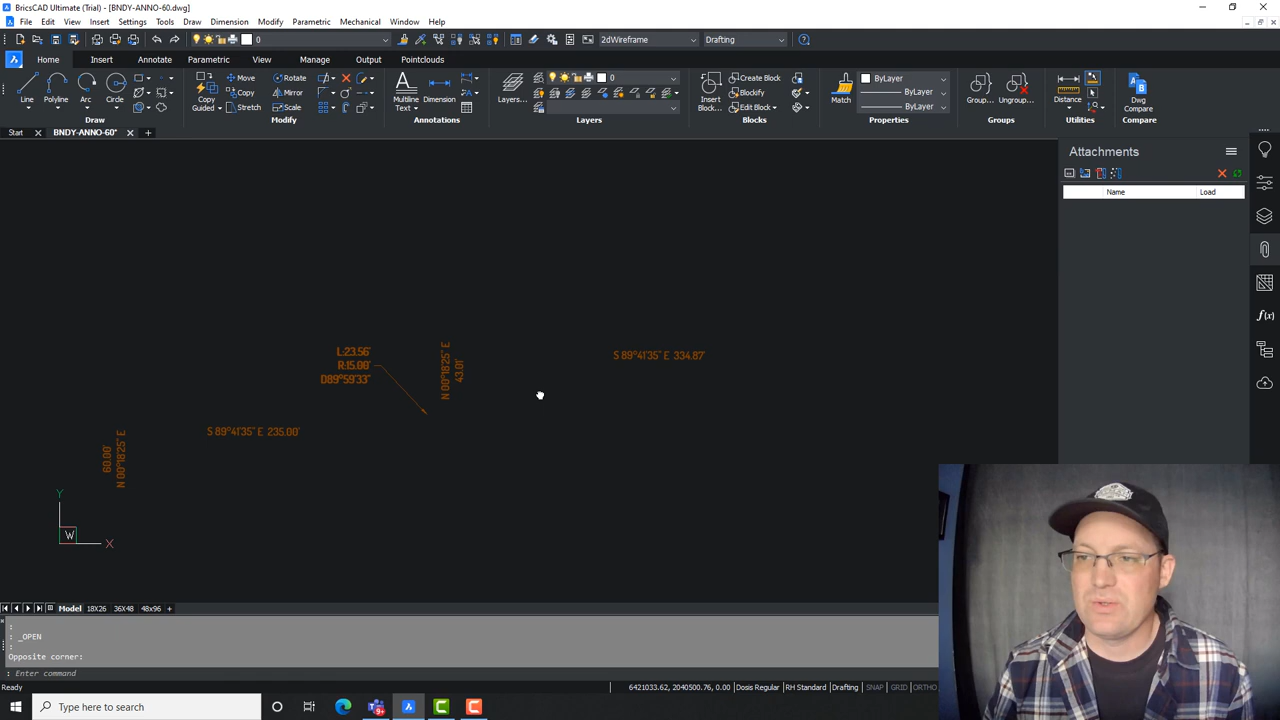 BricsCAD Ultimate (Trial) - [BNDY-ANNO-60.dwg]
File Edit View Insert Settings Tools Draw Dimension Modify Parametric Mechanical Window Help
0
2dWireframe
Drafting
Home Insert Annotate Parametric View Manage Output Pointclouds
Line
Polyline
Arc
Circle
Draw
Copy
Guided
Move
Copy
Stretch
Rotate
Mirror
Scale
Modify
Multiline
Text
Dimension
Annotations
Layers...
0
Layers
Insert
Block...
Create Block
Blockify
Edit Block
Blocks
Match
ByLayer
ByLayer
ByLayer
Properties
Group...
Ungroup...
Groups
Distance
Utilities
Dwg
Compare
Compare
Start
BNDY-ANNO-60*
Attachments
Name Load
L:23.56'
R:15.00'
D89°59'33"
N 00°18'25" E
43.01'
S 89°41'35" E 334.87'
S 89°41'35" E 235.00'
60.00'
N 00°18'25" E
Y
W
X
Model 18X26 36X48 48x96 +
:
: _OPEN
:
Opposite corner:
: Enter command
Ready
6421033.62, 2040500.76, 0.00 Dosis Regular RH Standard Drafting SNAP GRID ORTHO
Type here to search